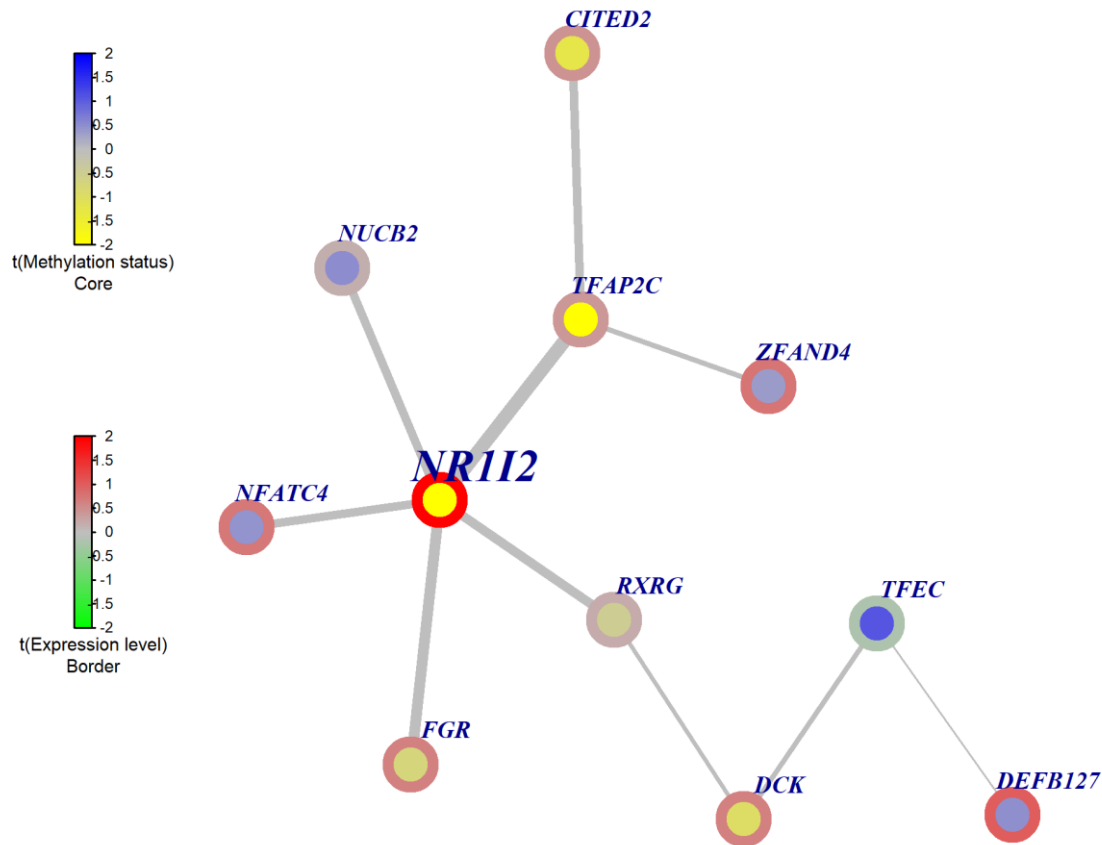 CITED2
2
1.5
1
0.5
0
0.5
-1
1.5
-2
t(Methylation status)
Core
NUCB2
TFAP2C
ZFAND4
2
1.5
1
0.5
0
0.5
-1
1.5
-2
t(Expression level)
Border
NR1I2
NFATC4
RXRG
TFEC
FGR
DCK
DEFB127